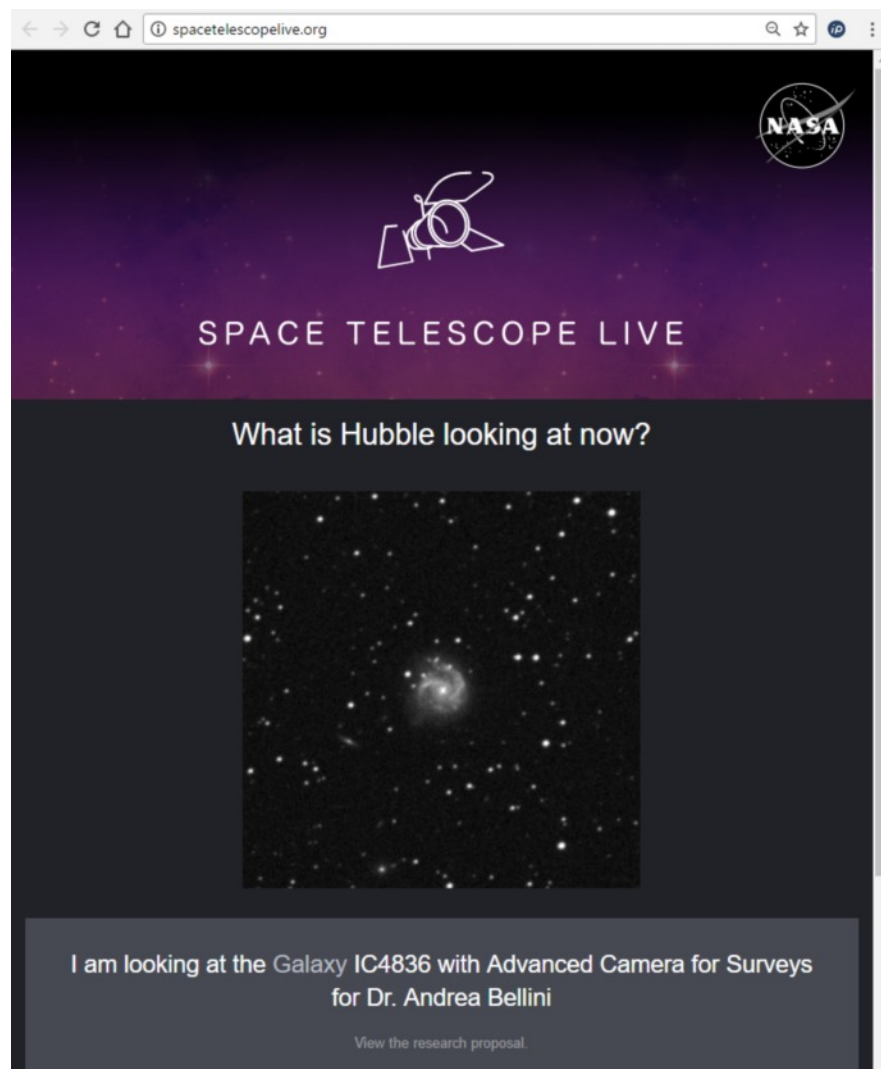 spacetelescopelive.org
NASA
SPACE TELESCOPE LIVE
What is Hubble looking at now?
I am looking at the Galaxy IC4836 with Advanced Camera for Surveys
for Dr. Andrea Bellini
View the research proposal.